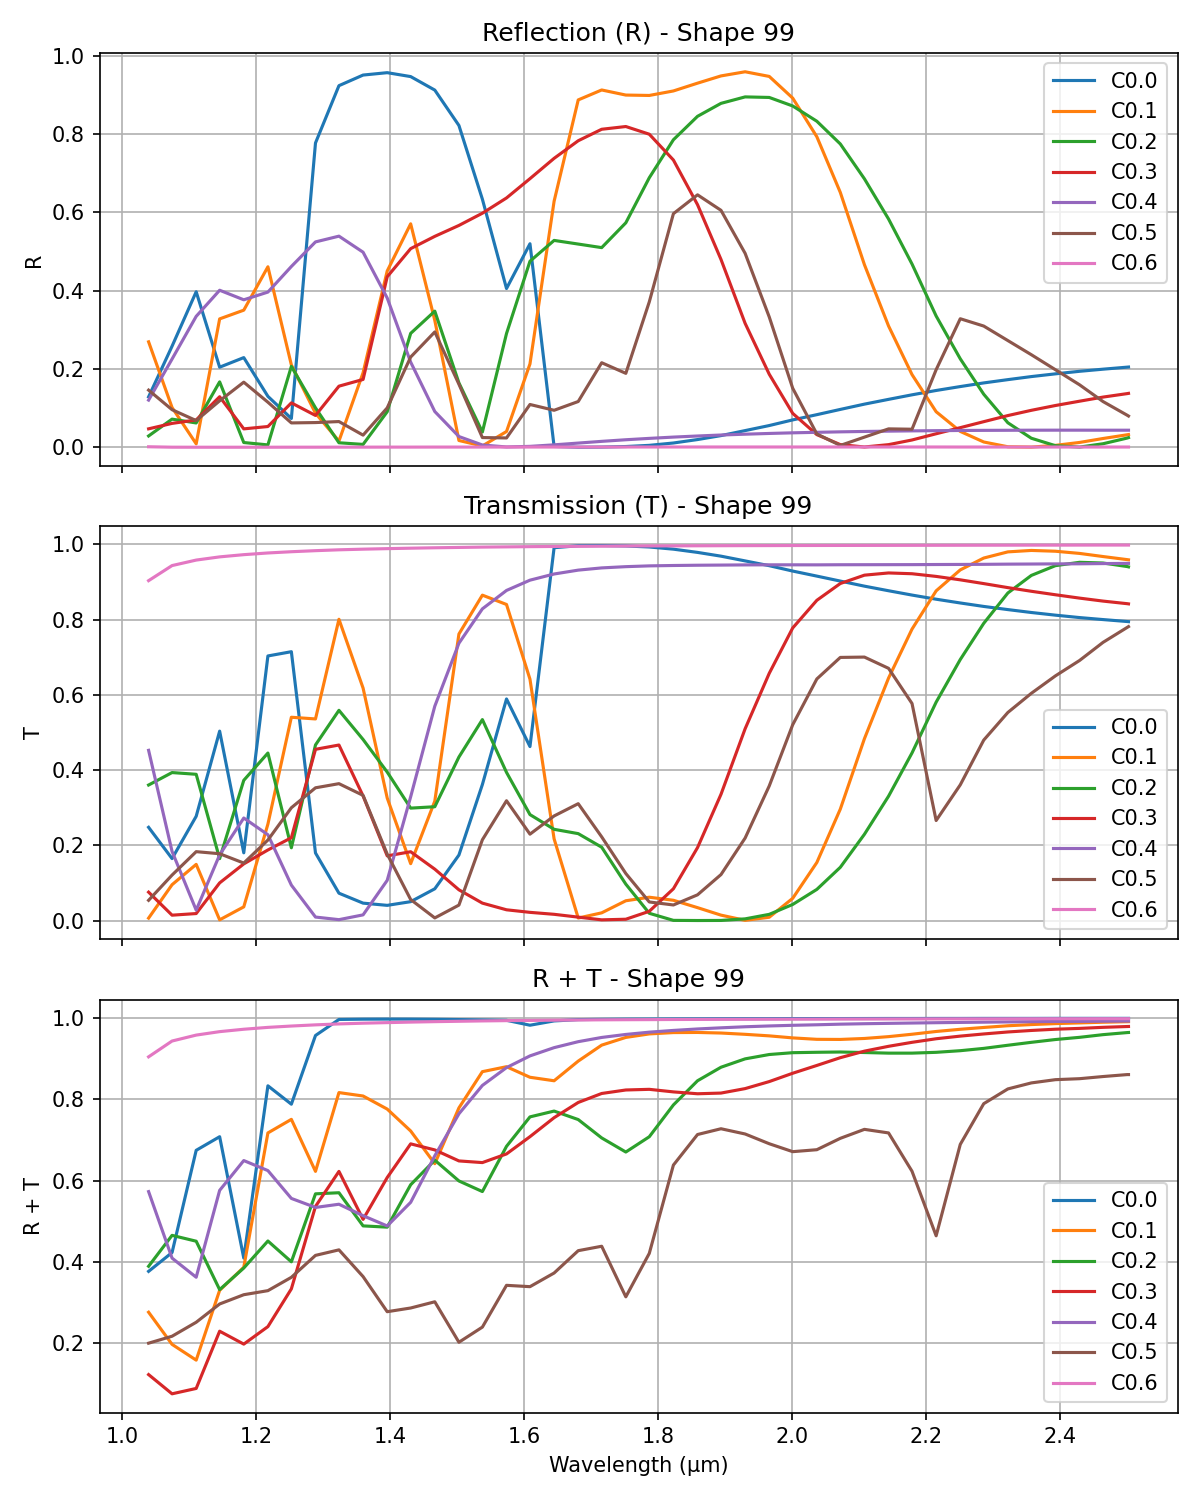 Reflection (R) - Shape 99
1.0
0.8
0.6
0.4
0.2
0.0
R
C0.0
C0.1
C0.2
C0.3
C0.4
C0.5
C0.6
Transmission (T) - Shape 99
1.0
0.8
0.6
0.4
0.2
0.0
T
C0.0
C0.1
C0.2
C0.3
C0.4
C0.5
C0.6
R + T - Shape 99
1.0
0.8
0.6
0.4
0.2
R + T
C0.0
C0.1
C0.2
C0.3
C0.4
C0.5
C0.6
1.0 1.2 1.4 1.6 1.8 2.0 2.2 2.4
Wavelength (μm)